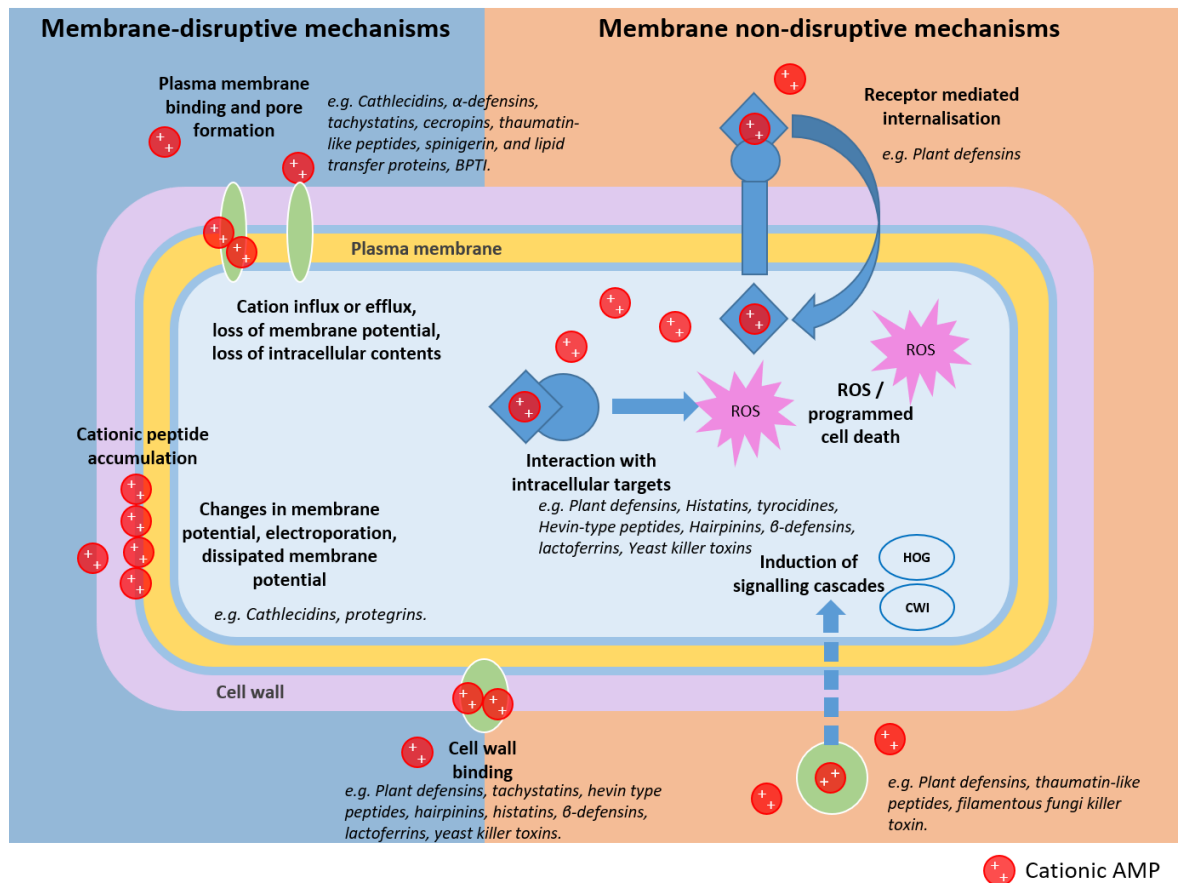 Membrane-disruptive mechanisms
Membrane non-disruptive mechanisms
Plasma membrane
binding and pore
formation
e.g. Cathlecidins, α-defensins,
tachystatins, cecropins, thaumatin-
like peptides, spinigerin, and lipid
transfer proteins, BPTI.
Receptor mediated
internalisation
e.g. Plant defensins
Plasma membrane
Cation influx or efflux,
loss of membrane potential,
loss of intracellular contents
ROS
ROS
ROS /
programmed
cell death
Cationic peptide
accumulation
Interaction with
intracellular targets
e.g. Plant defensins, Histatins, tyrocidines,
Hevin-type peptides, Hairpinins, β-defensins,
lactoferrins, Yeast killer toxins
Changes in membrane
potential, electroporation,
dissipated membrane
potential
e.g. Cathlecidins, protegrins.
Induction of
signalling cascades
HOG
CWI
Cell wall
Cell wall
binding
e.g. Plant defensins, tachystatins, hevin type
peptides, hairpinins, histatins, β-defensins,
lactoferrins, yeast killer toxins.
e.g. Plant defensins, thaumatin-like
peptides, filamentous fungi killer
toxin.
Cationic AMP